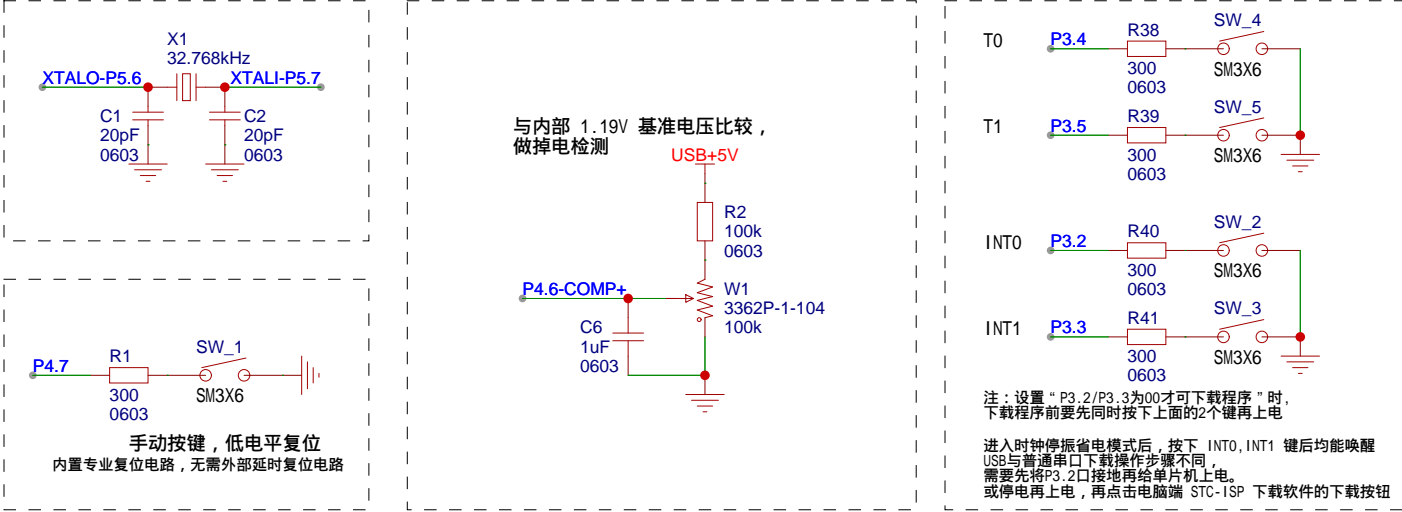 X1
32.768kHz
XTALO-P5.6
XTALI-P5.7
C1
20pF
0603
C2
20pF
0603
P4.7
R1
300
0603
SW_1
SM3X6
手动按键，低电平复位
内置专业复位电路，无需外部延时复位电路
与内部 1.19V 基准电压比较，
做掉电检测
USB+5V
R2
100k
0603
P4.6-COMP+
W1
3362P-1-104
100k
C6
1uF
0603
T0
P3.4
R38
300
0603
SW_4
SM3X6
T1
P3.5
R39
300
0603
SW_5
SM3X6
INT0
P3.2
R40
300
0603
SW_2
SM3X6
INT1
P3.3
R41
300
0603
SW_3
SM3X6
注：设置“P3.2/P3.3为00才可下载程序”时，
下载程序前要先同时按下上面的2个键再上电
进入时钟停振省电模式后，按下 INT0,INT1 键后均能唤醒
USB与普通串口下载操作步骤不同，
需要先将P3.2口接地再给单片机上电。
或停电再上电，再点击电脑端 STC-ISP 下载软件的下载按钮